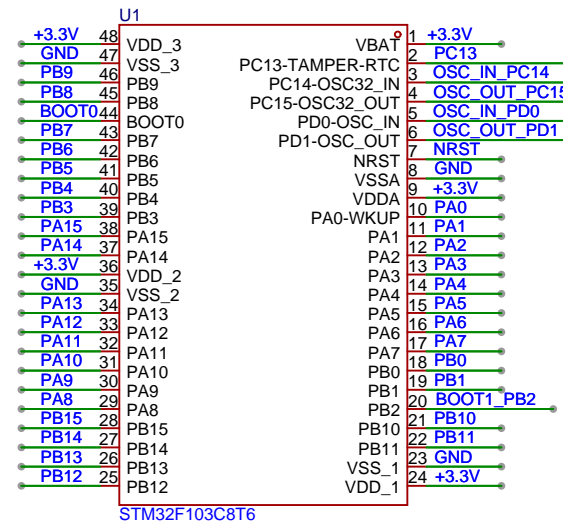 U1
+3.3V 48 VDD_3 VBAT 1 +3.3V
GND 47 VSS_3 PC13-TAMPER-RTC 2 PC13
PB9 46 PB9 PC14-OSC32_IN 3 OSC_IN_PC14
PB8 45 PB8 PC15-OSC32_OUT 4 OSC_OUT_PC15
BOOT0 44 BOOT0 PD0-OSC_IN 5 OSC_IN_PD0
PB7 43 PB7 PD1-OSC_OUT 6 OSC_OUT_PD1
PB6 42 PB6 NRST 7 NRST
PB5 41 PB5 VSSA 8 GND
PB4 40 PB4 VDDA 9 +3.3V
PB3 39 PB3 PA0-WKUP 10 PA0
PA15 38 PA15 PA1 11 PA1
PA14 37 PA14 PA2 12 PA2
+3.3V 36 VDD_2 PA3 13 PA3
GND 35 VSS_2 PA4 14 PA4
PA13 34 PA13 PA5 15 PA5
PA12 33 PA12 PA6 16 PA6
PA11 32 PA11 PA7 17 PA7
PA10 31 PA10 PB0 18 PB0
PA9 30 PA9 PB1 19 PB1
PA8 29 PA8 PB2 20 BOOT1_PB2
PB15 28 PB15 PB10 21 PB10
PB14 27 PB14 PB11 22 PB11
PB13 26 PB13 VSS_1 23 GND
PB12 25 PB12 VDD_1 24 +3.3V
STM32F103C8T6